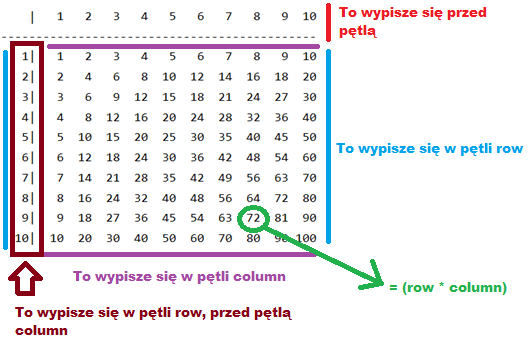 | 1 2 3 4 5 6 7 8 9 10
To wypisze się przed
pętlą
----------------------------------------------
1| 1 2 3 4 5 6 7 8 9 10
2| 2 4 6 8 10 12 14 16 18 20
3| 3 6 9 12 15 18 21 24 27 30
4| 4 8 12 16 20 24 28 32 36 40
5| 5 10 15 20 25 30 35 40 45 50
To wypisze się w pętli row
6| 6 12 18 24 30 36 42 48 54 60
7| 7 14 21 28 35 42 49 56 63 70
8| 8 16 24 32 40 48 56 64 72 80
9| 9 18 27 36 45 54 63 72 81 90
10| 10 20 30 40 50 60 70 80 90 100
To wypisze się w pętli column
= (row * column)
To wypisze się w pętli row, przed pętlą
column